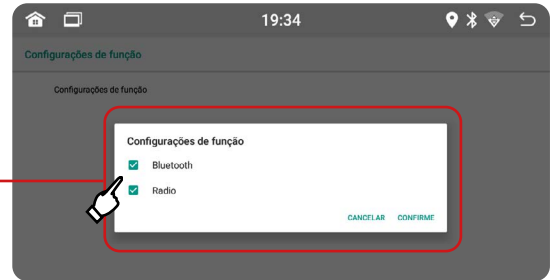 19:34
Configurações de função
Configurações de função
Configurações de função
Bluetooth
Radio
CANCELAR CONFIRME